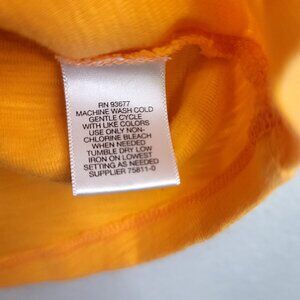 RN 93677
MACHINE WASH COLD
GENTLE CYCLE
WITH LIKE COLORS
USE ONLY NON-
CHLORINE BLEACH
WHEN NEEDED
TUMBLE DRY LOW
IRON ON LOWEST
SETTING AS NEEDED
SUPPLIER 75811-0